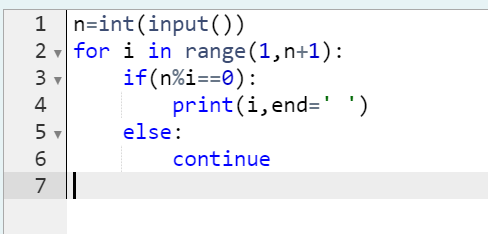 1 n=int(input())
2 for i in range(1,n+1):
3     if(n%i==0):
4         print(i,end=' ')
5     else:
6         continue
7